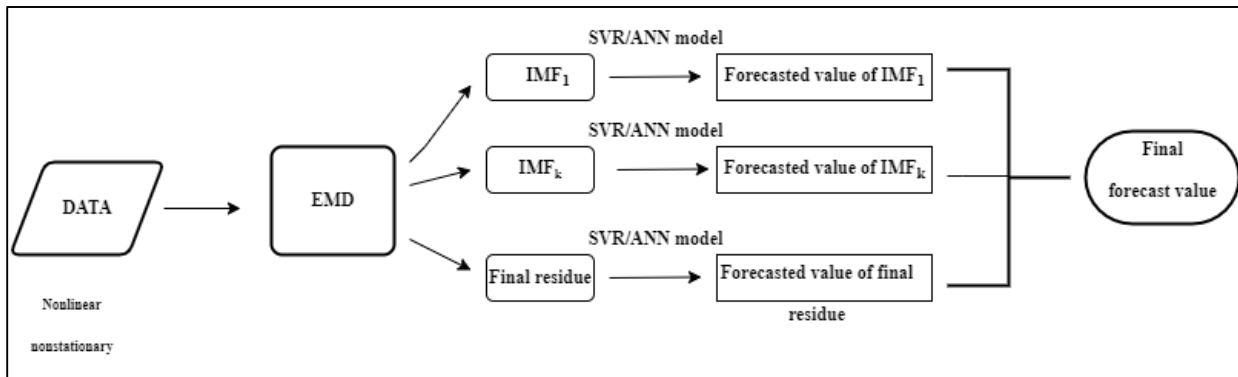 SVR/ANN model
IMF₁
Forecasted value of IMF₁
SVR/ANN model
IMFₖ
Forecasted value of IMFₖ
DATA
EMD
Final
forecast value
SVR/ANN model
Final residue
Forecasted value of final
residue
Nonlinear
nonstationary